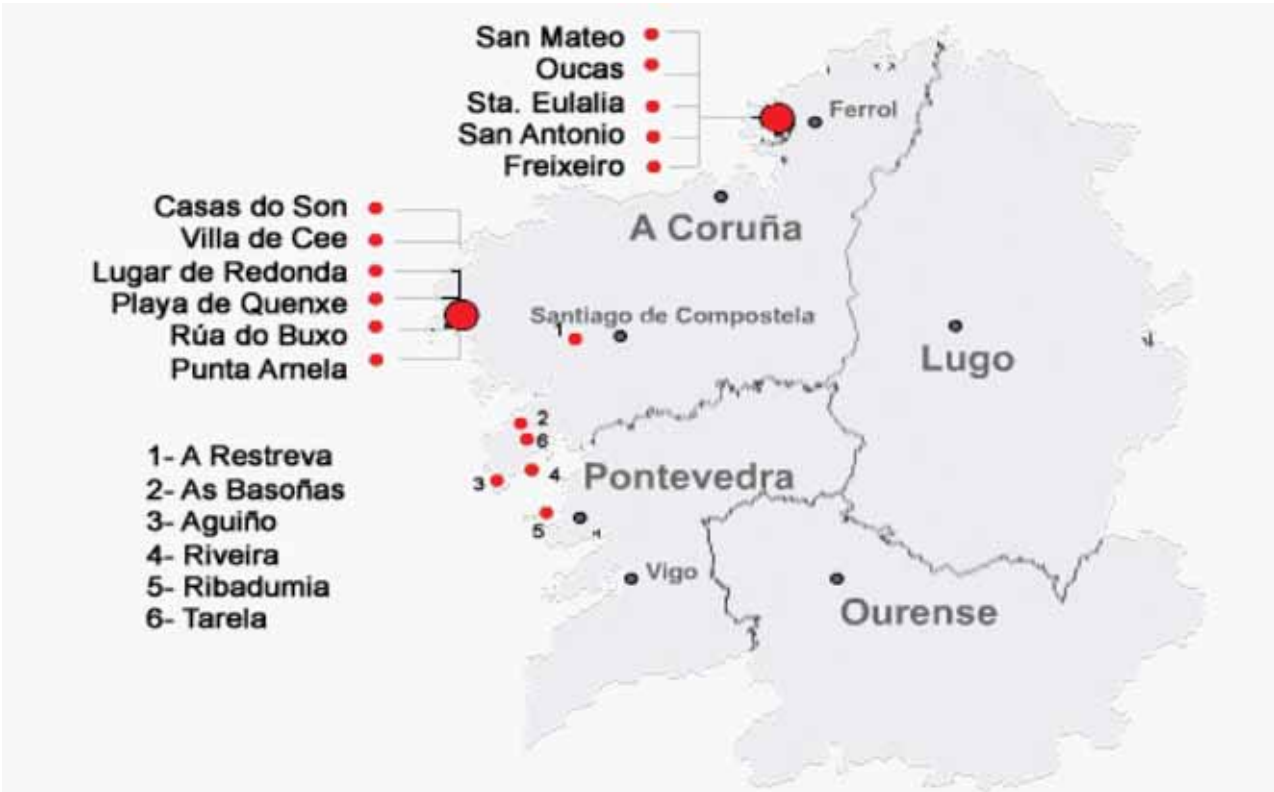 San Mateo
Oucas
Sta. Eulalia
San Antonio
Freixeiro
Ferrol
Casas do Son
Villa de Cee
Lugar de Redonda
Playa de Quenxe
Rúa do Buxo
Punta Arnela
A Coruña
Santiago de Compostela
1
Lugo
2
6
4
3
5
Pontevedra
Vigo
Ourense
1- A Restreva
2- As Basoñas
3- Aguiño
4- Riveira
5- Ribadumia
6- Tarela